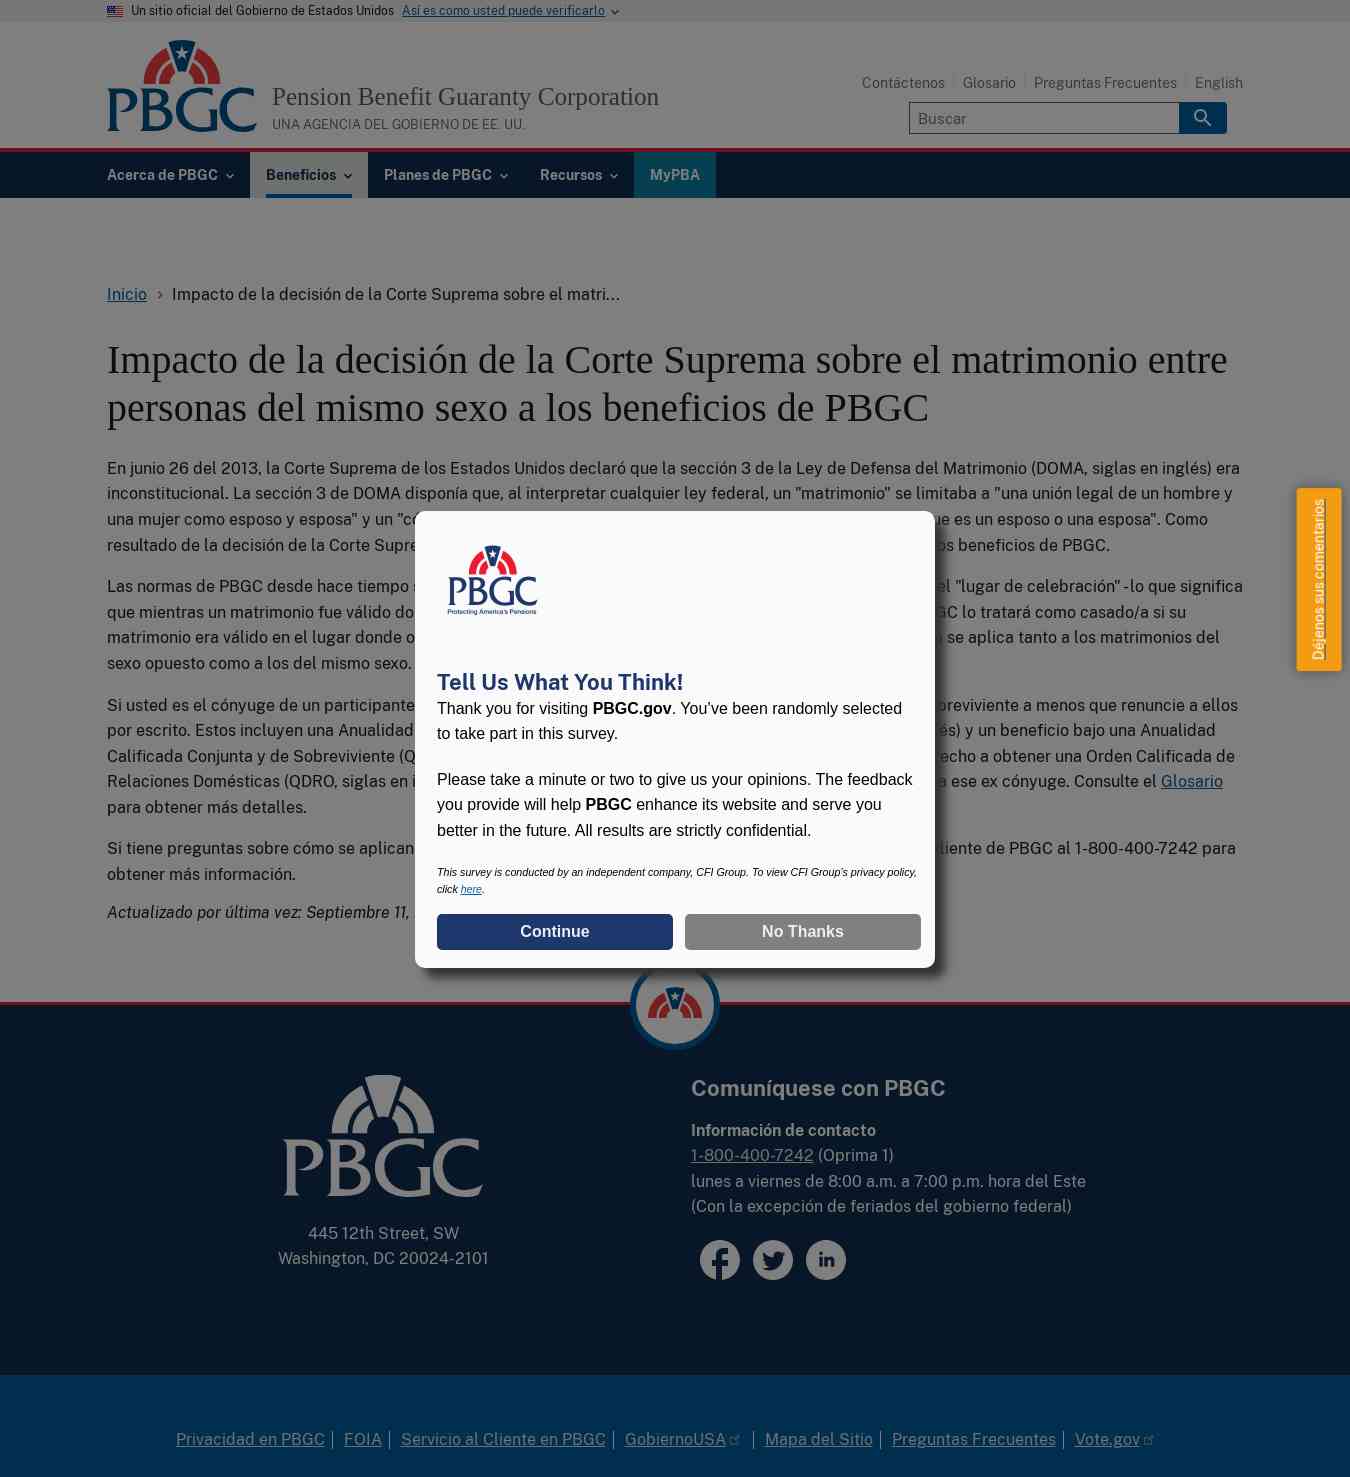 Un sitio oficial del Gobierno de Estados Unidos Así es como usted puede verificarlo
PBGC
Pension Benefit Guaranty Corporation
UNA AGENCIA DEL GOBIERNO DE EE. UU.
Contáctenos Glosario Preguntas Frecuentes English
Buscar
Acerca de PBGC Beneficios Planes de PBGC Recursos MyPBA
Inicio Impacto de la decisión de la Corte Suprema sobre el matri...
Impacto de la decisión de la Corte Suprema sobre el matrimonio entre
personas del mismo sexo a los beneficios de PBGC
En junio 26 del 2013, la Corte Suprema de los Estados Unidos declaró que la sección 3 de la Ley de Defensa del Matrimonio (DOMA, siglas en inglés) era
inconstitucional. La sección 3 de DOMA disponía que, al interpretar cualquier ley federal, un "matrimonio" se limitaba a "una unión legal de un hombre y
una mujer como esposo y esposa" y un "có es un esposo o una esposa". Como
resultado de la decisión de la Corte Supre os beneficios de PBGC.
Las normas de PBGC desde hace tiempo el "lugar de celebración" -lo que significa
que mientras un matrimonio fue válido do GC lo tratará como casado/a si su
matrimonio era válido en el lugar donde o se aplica tanto a los matrimonios del
sexo opuesto como a los del mismo sexo.
Si usted es el cónyuge de un participante breviviente a menos que renuncie a ellos
por escrito. Estos incluyen una Anualidad és) y un beneficio bajo una Anualidad
Calificada Conjunta y de Sobreviviente (Q echo a obtener una Orden Calificada de
Relaciones Domésticas (QDRO, siglas en i a ese ex cónyuge. Consulte el Glosario
para obtener más detalles.
Si tiene preguntas sobre cómo se aplican liente de PBGC al 1-800-400-7242 para
obtener más información.
Actualizado por última vez: Septiembre 11,
Déjenos sus comentarios
PBGC
Protecting America's Pensions
Tell Us What You Think!
Thank you for visiting PBGC.gov. You've been randomly selected
to take part in this survey.
Please take a minute or two to give us your opinions. The feedback
you provide will help PBGC enhance its website and serve you
better in the future. All results are strictly confidential.
This survey is conducted by an independent company, CFI Group. To view CFI Group's privacy policy,
click here.
Continue No Thanks
PBGC
445 12th Street, SW
Washington, DC 20024-2101
Comuníquese con PBGC
Información de contacto
1-800-400-7242 (Oprima 1)
lunes a viernes de 8:00 a.m. a 7:00 p.m. hora del Este
(Con la excepción de feriados del gobierno federal)
in
Privacidad en PBGC FOIA Servicio al Cliente en PBGC GobiernoUSA Mapa del Sitio Preguntas Frecuentes Vote.gov